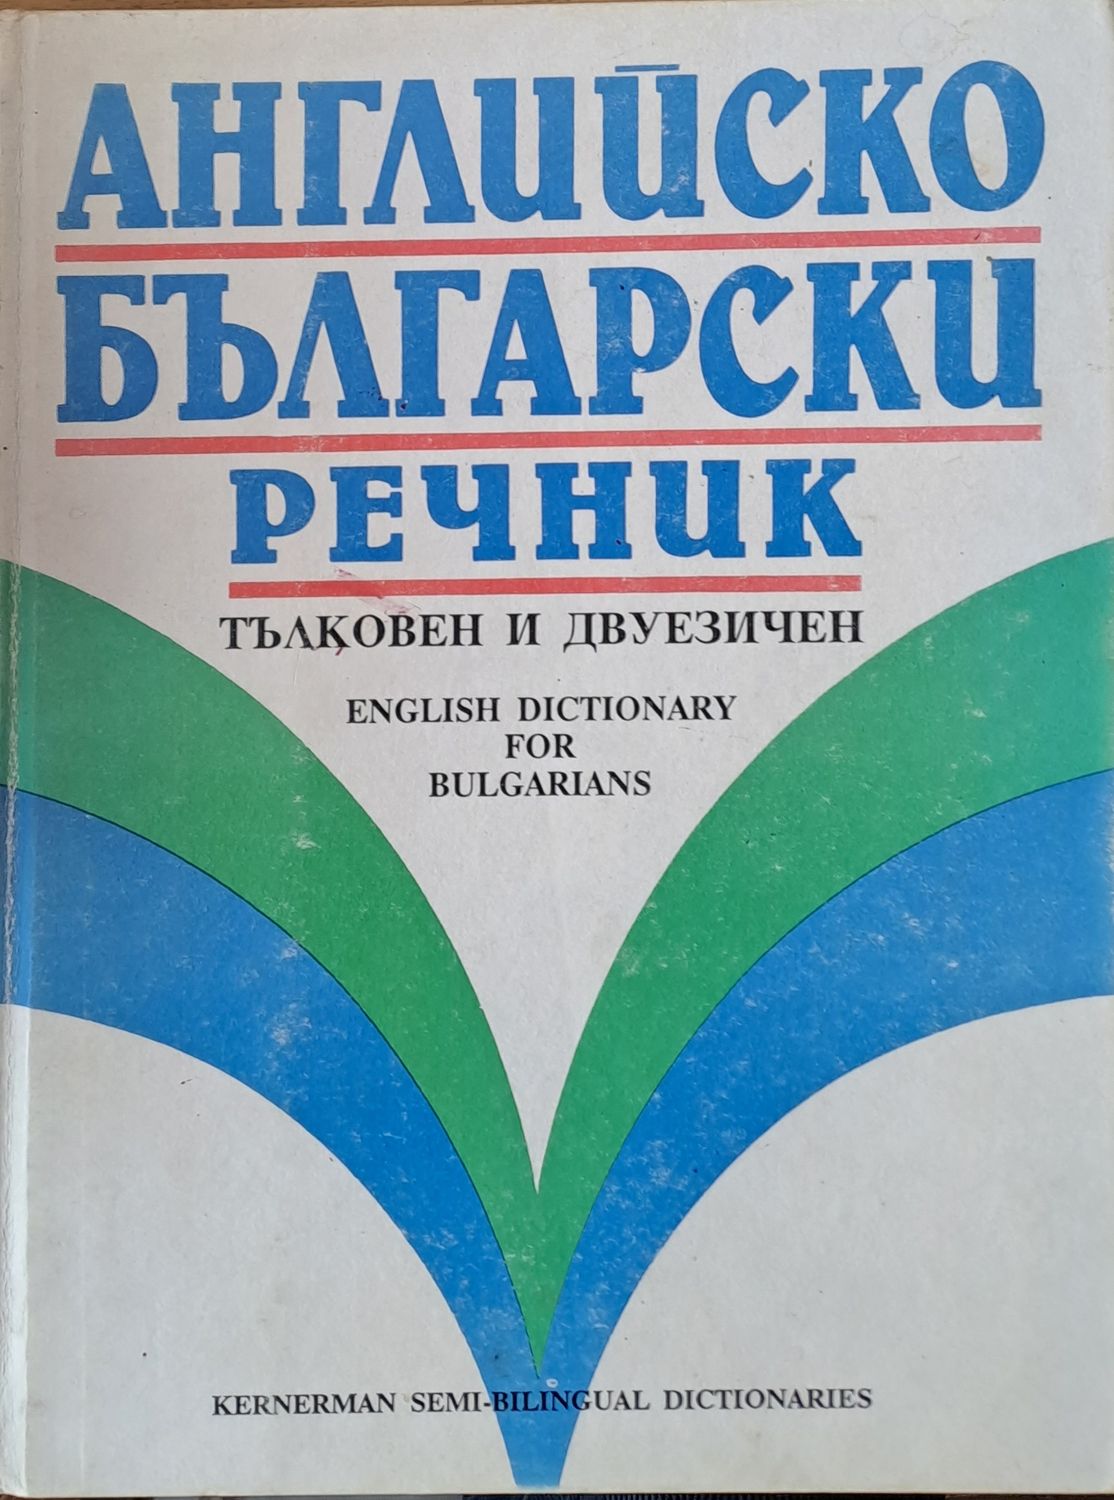 АНГЛИЙСКО
БЪЛГАРСКИ
РЕЧНИК
ТЪЛКОВЕН И ДВУЕЗИЧЕН
ENGLISH DICTIONARY
FOR
BULGARIANS
KERNERMAN SEMI-BILINGUAL DICTIONARIES